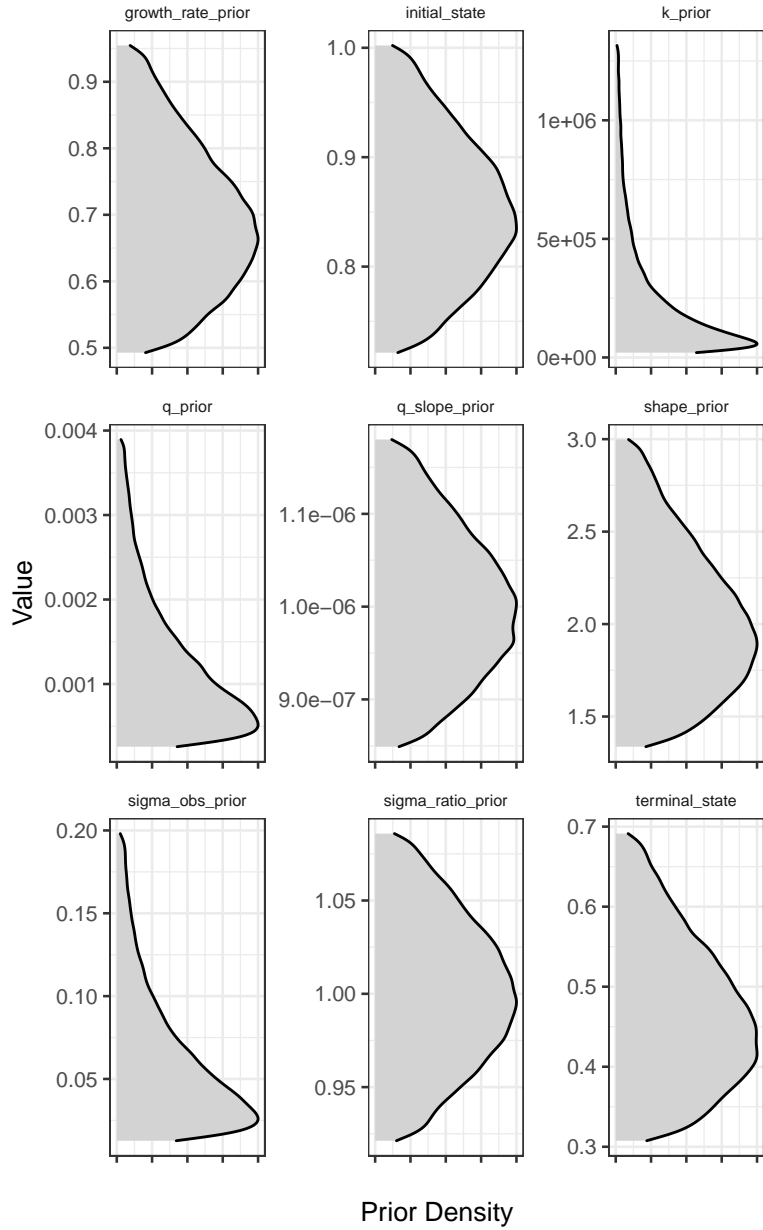 growth_rate_prior
initial_state
k_prior
0.9
0.8
0.7
0.6
0.5
1.0
0.9
0.8
1e+06
5e+05
0e+00
q_prior
q_slope_prior
shape_prior
0.004
0.003
0.002
0.001
1.1e−06
1.0e−06
9.0e−07
3.0
2.5
2.0
1.5
Value
sigma_obs_prior
sigma_ratio_prior
terminal_state
0.20
0.15
0.10
0.05
1.05
1.00
0.95
0.7
0.6
0.5
0.4
0.3
Prior Density